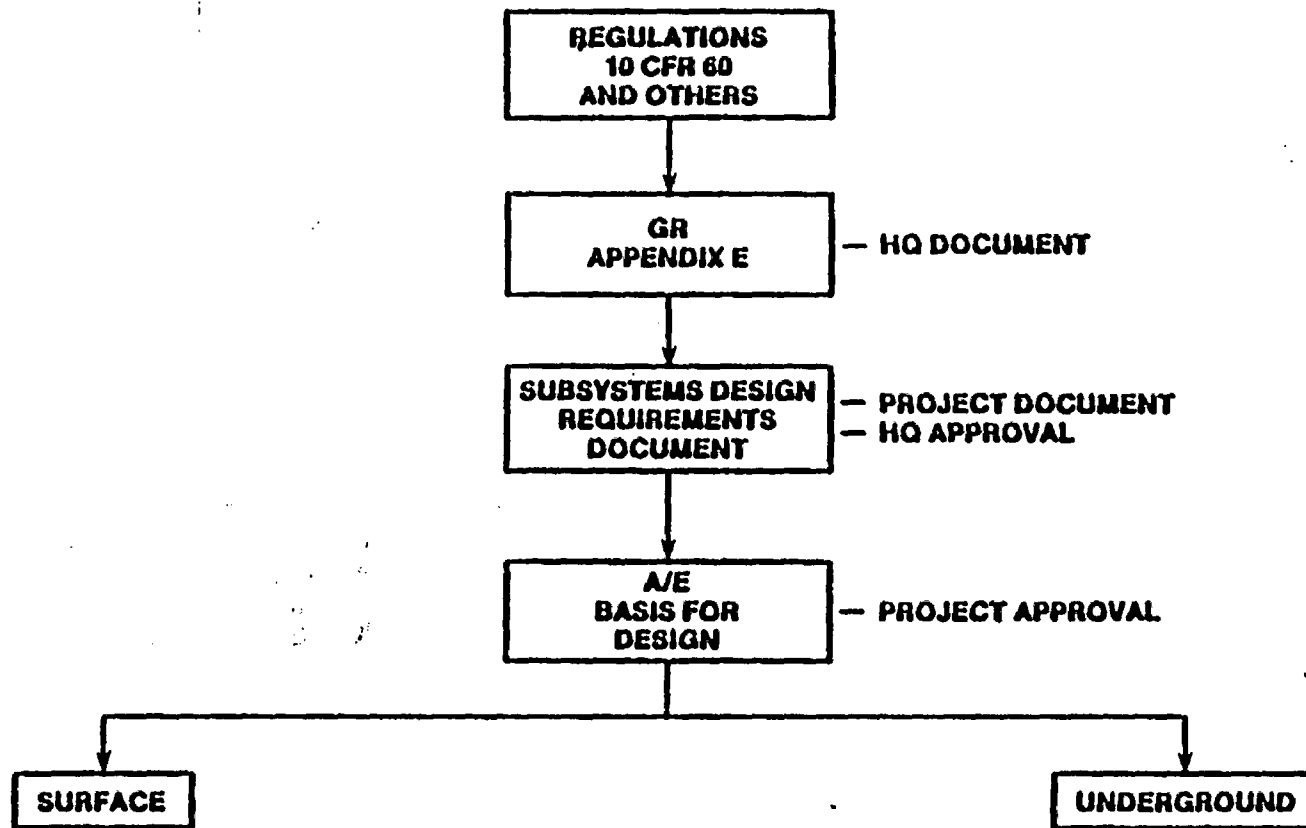 REGULATIONS
10 CFR 60
AND OTHERS
GR
APPENDIX E
— HQ DOCUMENT
SUBSYSTEMS DESIGN
REQUIREMENTS
DOCUMENT
— PROJECT DOCUMENT
— HQ APPROVAL
A/E
BASIS FOR
DESIGN
— PROJECT APPROVAL
SURFACE
UNDERGROUND